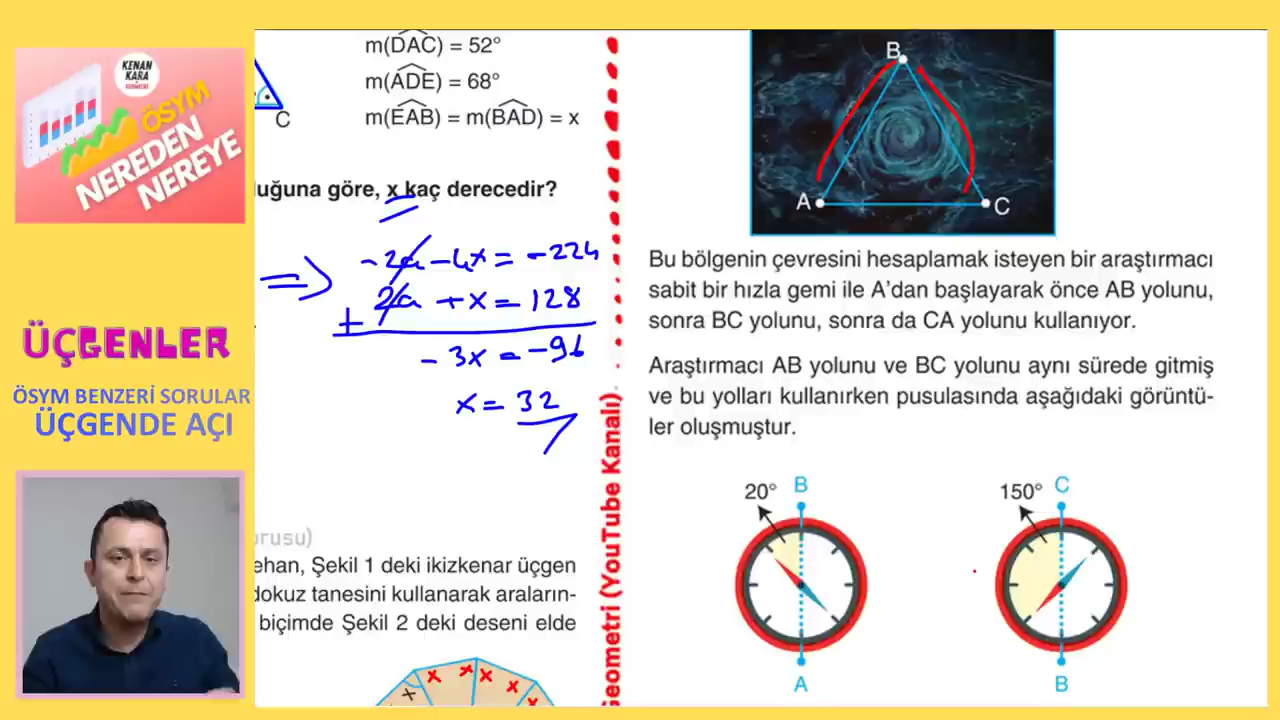 KENAN
KARA
ÖSYM
NEREDEN
NEREYE
ÜÇGENLER
ÖSYM BENZERİ SORULAR
ÜÇGENDE AÇI
C
m(DAC) = 52°
m(ADE) = 68°
m(EAB) = m(BAD) = x
luğuna göre, x kaç derecedir?
-2a - 4x = -224
2a + x = 128
+
- 3x = -96
x = 32
orusu)
ehan, Şekil 1 deki ikizkenar üçgen
dokuz tanesini kullanarak araların-
biçimde Şekil 2 deki deseni elde
x x x x x
Geometri (YouTube Kanalı)
B
A
C
Bu bölgenin çevresini hesaplamak isteyen bir araştırmacı
sabit bir hızla gemi ile A'dan başlayarak önce AB yolunu,
sonra BC yolunu, sonra da CA yolunu kullanıyor.
Araştırmacı AB yolunu ve BC yolunu aynı sürede gitmiş
ve bu yolları kullanırken pusulasında aşağıdaki görüntü-
ler oluşmuştur.
20° B
A
150° C
B